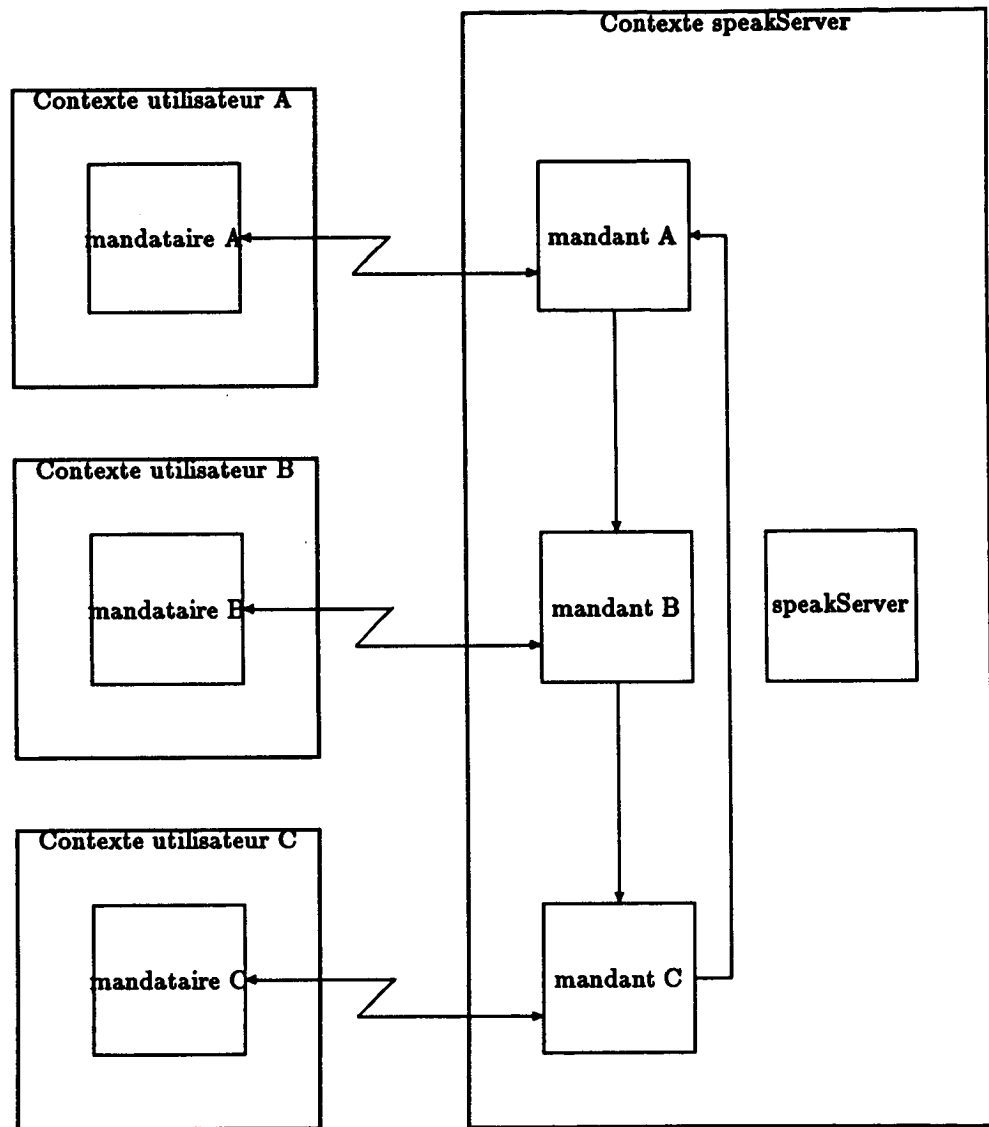 Contexte speakServer
Contexte utilisateur A
mandataire A
mandant A
Contexte utilisateur B
mandataire B
mandant B
speakServer
Contexte utilisateur C
mandataire C
mandant C